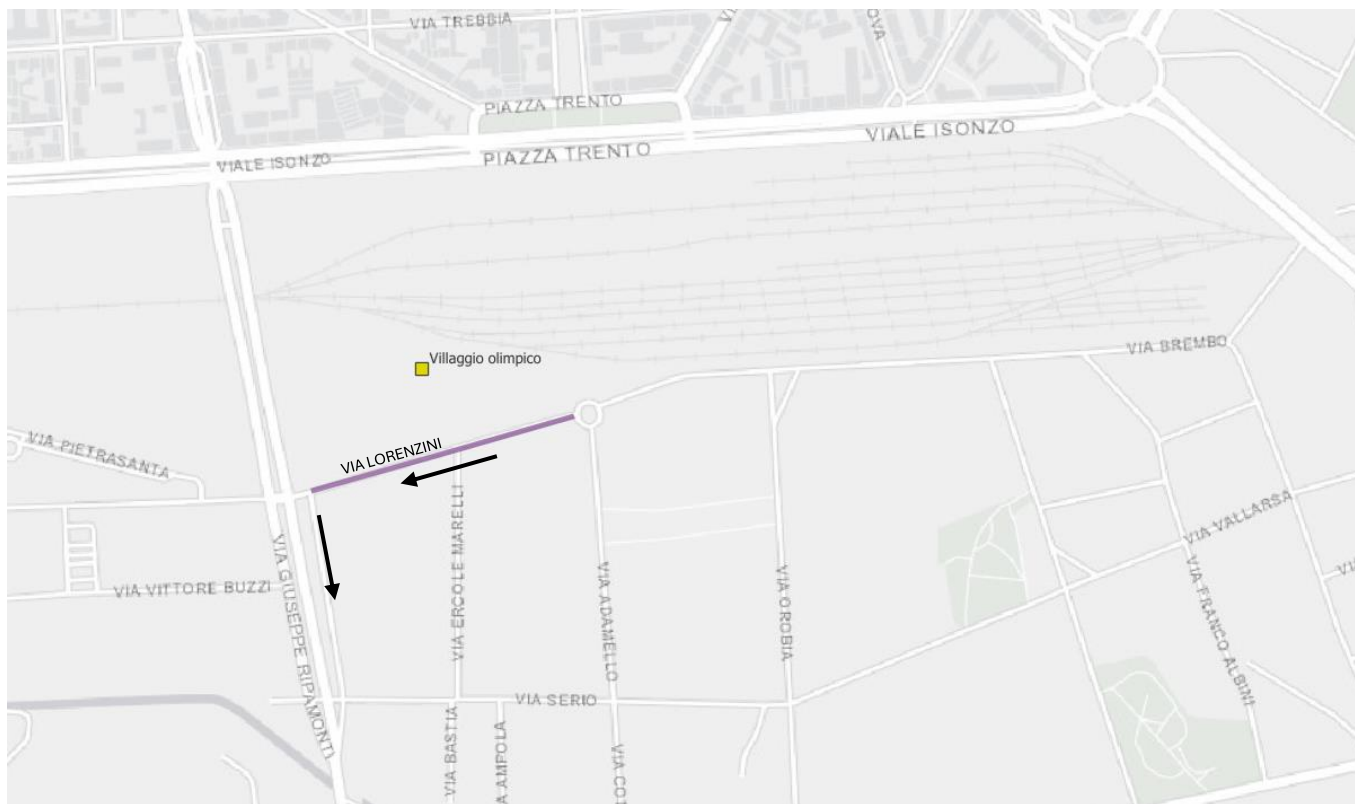 VIA TREBBIA
OVA
PIAZZA TRENTO
VIALE ISONZO
PIAZZA TRENTO
VIALE ISONZO
Villaggio olimpico
VIA BREMBO
VIA PIETRASANTA
VIA LORENZINI
VIA VITTORE BUZZI
VIA GIUSEPPE RIPAMONTI
VIA ERCOLE MARELLI
VIA ADAMELLO
VIA OROBIA
VIA VALLARSA
VIA FRANCO ALBINI
VIA SERIO
VIA BASTIA
A AMPOLA
VIA CO